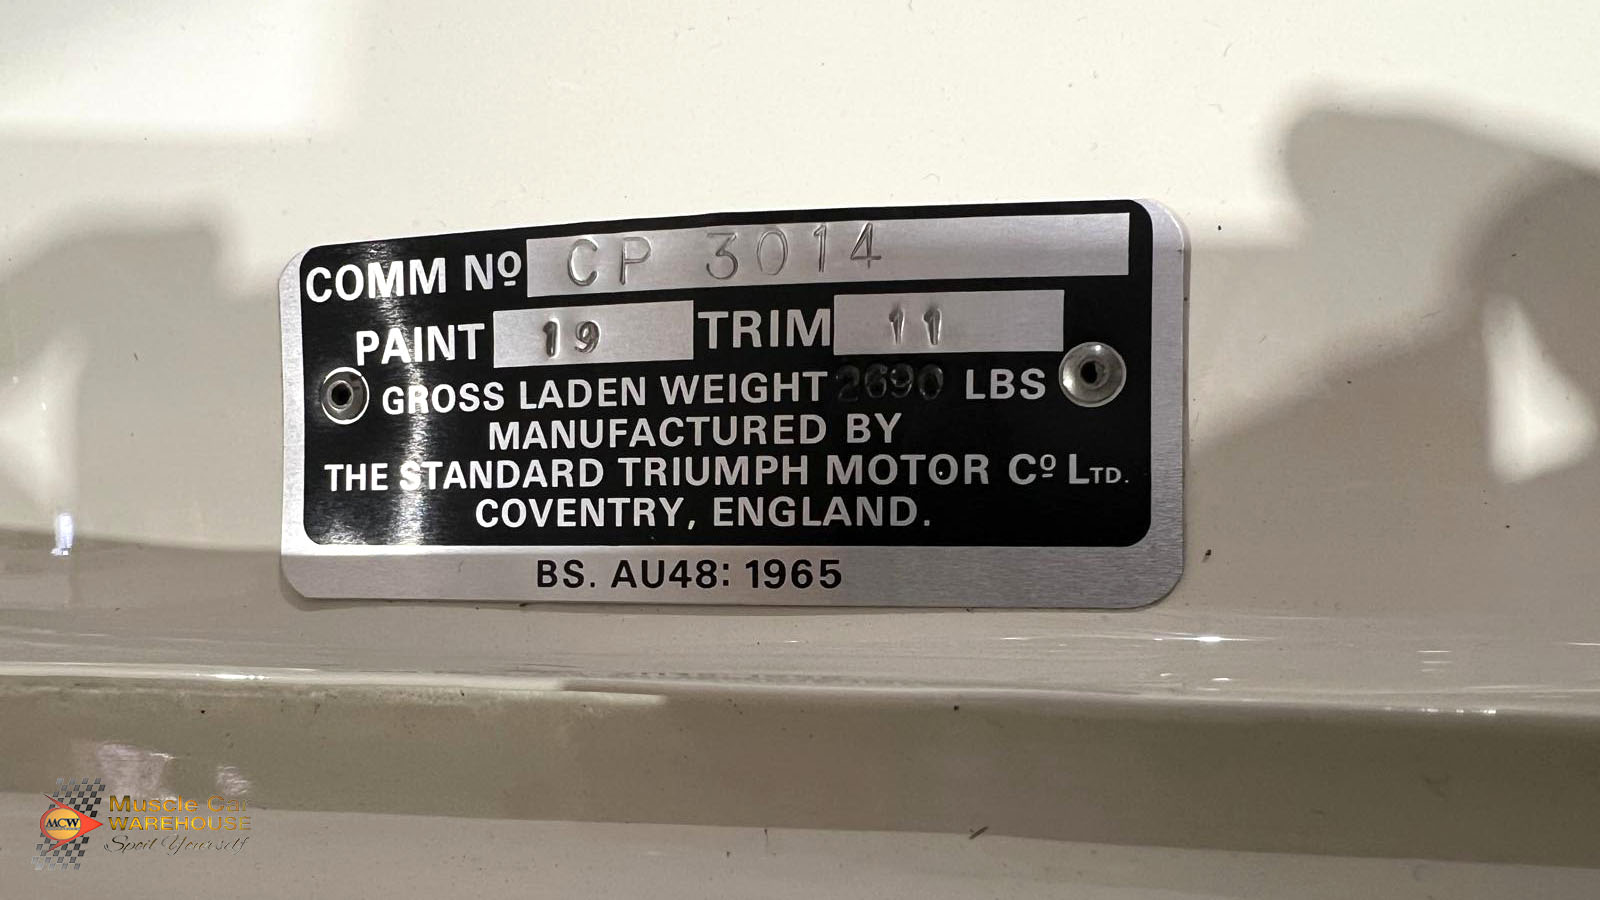 COMM Nº CP 3014
PAINT 19 TRIM 11
GROSS LADEN WEIGHT 2690 LBS
MANUFACTURED BY
THE STANDARD TRIUMPH MOTOR Cº LTD.
COVENTRY, ENGLAND.
BS. AU48: 1965
MCW
Muscle Car
WAREHOUSE
Spoil Yourself